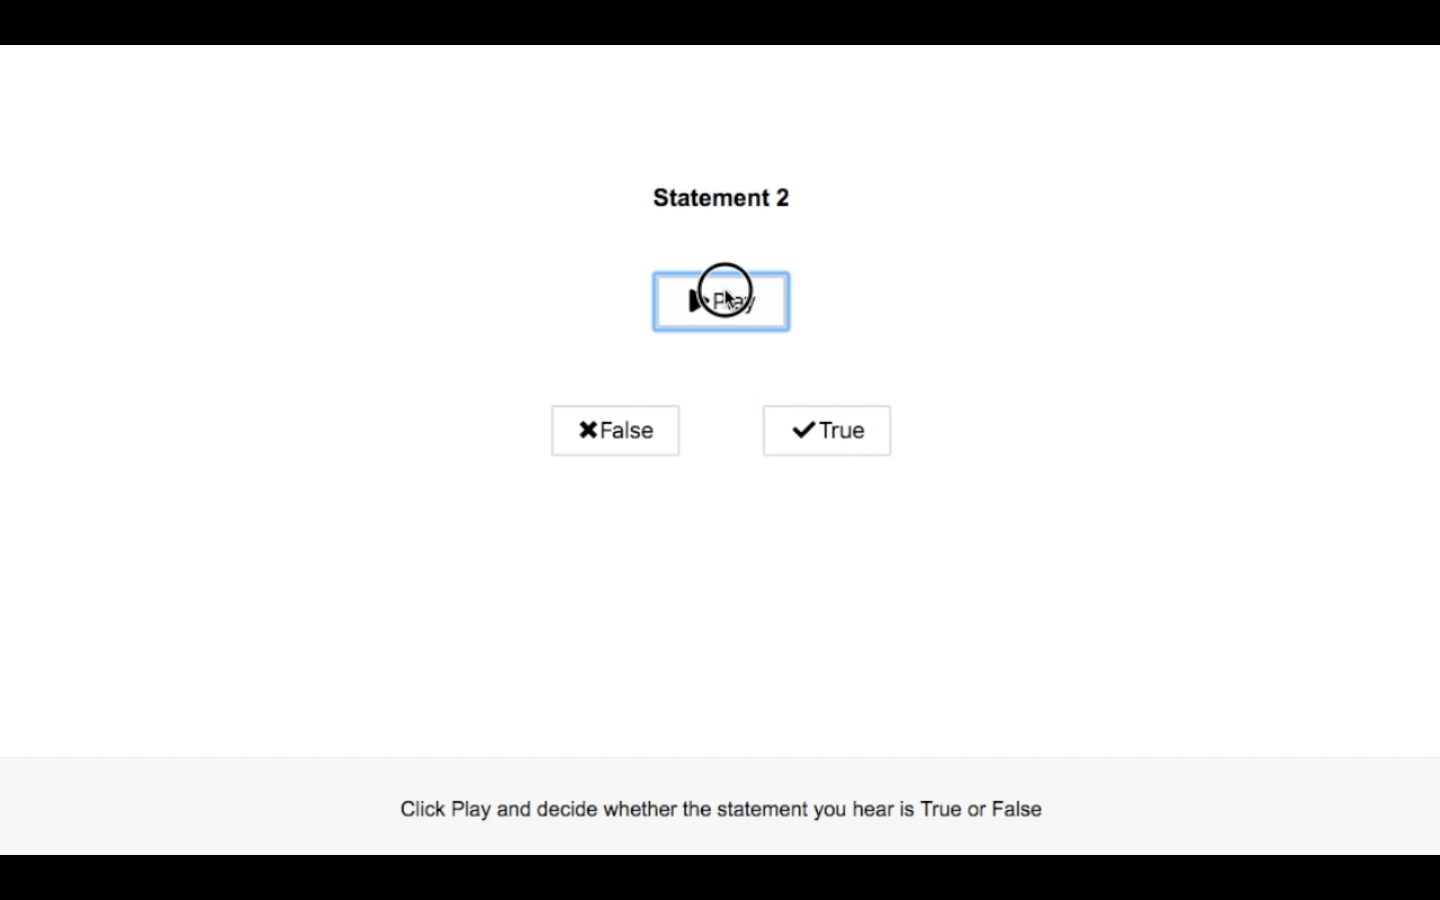 Statement 2
Play
False
True
Click Play and decide whether the statement you hear is True or False